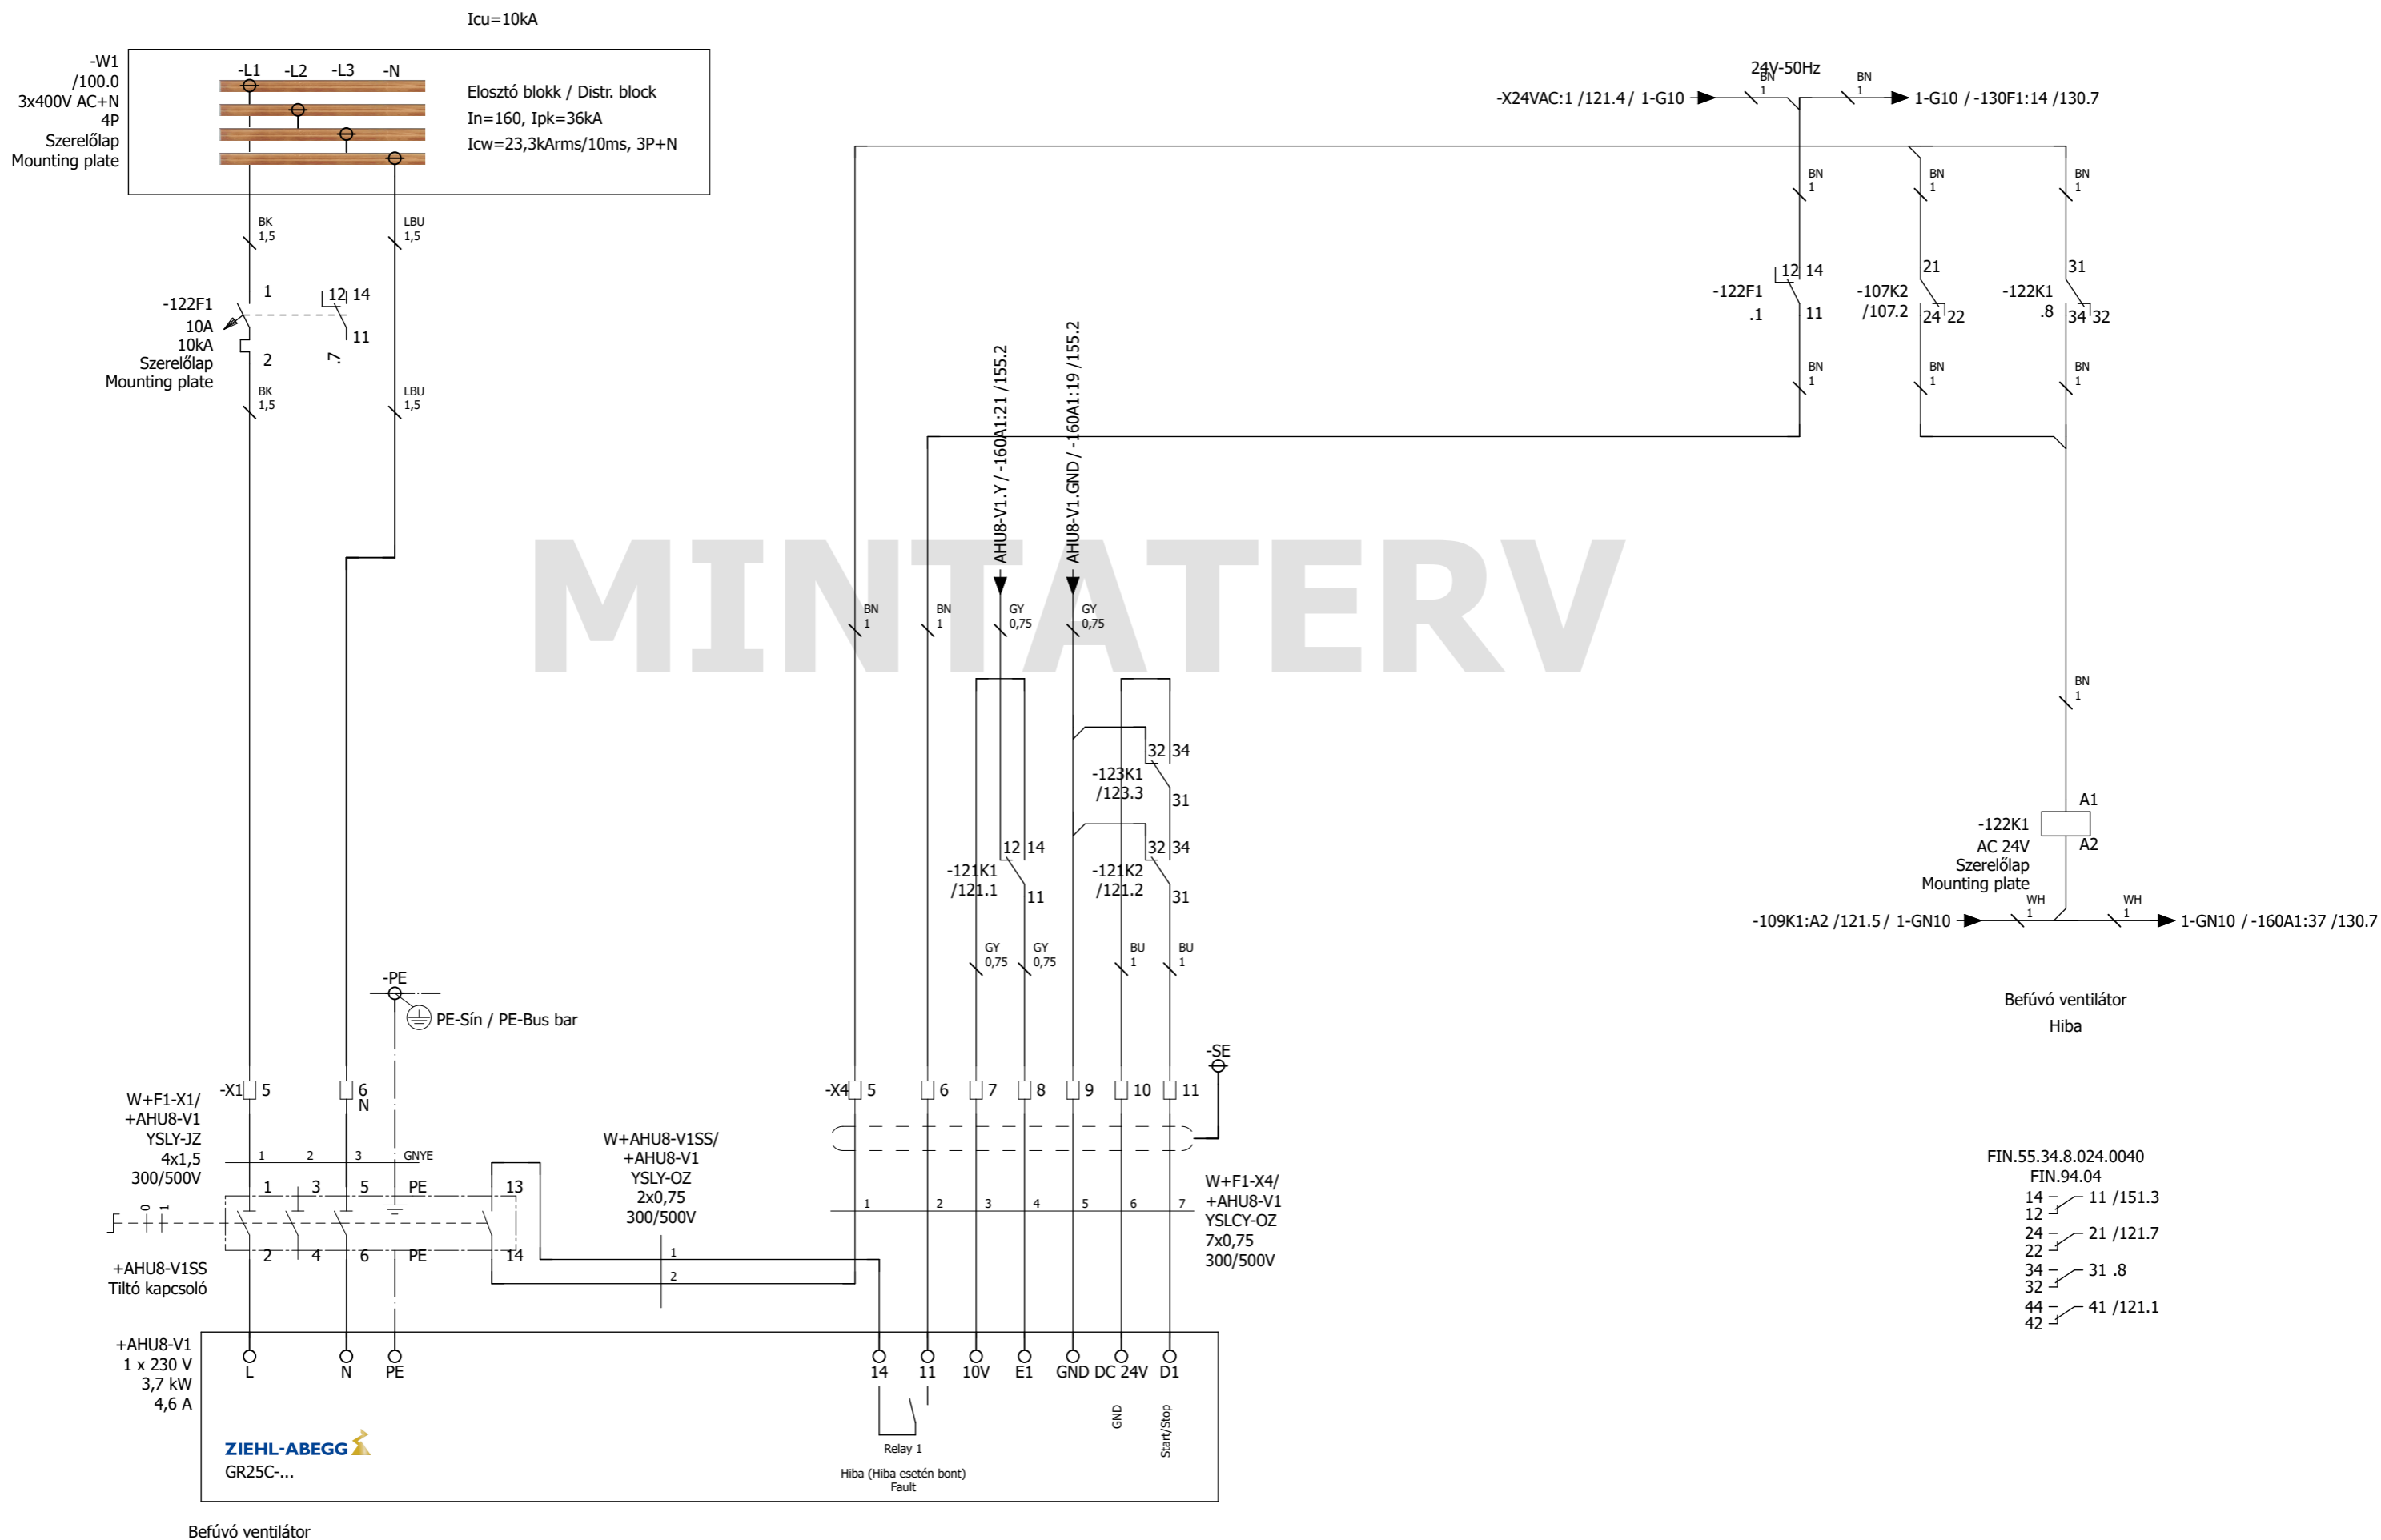 Icu=10kA
-W1
/100.0
3x400V AC+N
4P
Szerelőlap
Mounting plate
-L1 -L2 -L3 -N
Elosztó blokk / Distr. block
In=160, Ipk=36kA
Icw=23,3kArms/10ms, 3P+N
24V-50Hz
-X24VAC:1 /121.4 / 1-G10
BN
1
BN
1
1-G10 / -130F1:14 /130.7
BK
1,5
LBU
1,5
BN
1
BN
1
BN
1
-122F1
10A
10kA
Szerelőlap
Mounting plate
1
2
12 14
11
.7
BK
1,5
LBU
1,5
-122F1
.1
12 14
11
-107K2
/107.2
21
24 22
-122K1
.8
31
34 32
BN
1
BN
1
BN
1
AHU8-V1.Y / -160A1:21 /155.2
AHU8-V1.GND / -160A1:19 /155.2
MINTATERV
BN
1
BN
1
GY
0,75
GY
0,75
BN
1
-123K1
/123.3
32 34
31
-121K1
/121.1
12 14
11
-121K2
/121.2
32 34
31
GY
0,75
GY
0,75
BU
1
BU
1
-122K1
AC 24V
Szerelőlap
Mounting plate
A1
A2
-109K1:A2 /121.5 / 1-GN10
WH
1
WH
1
1-GN10 / -160A1:37 /130.7
Befúvó ventilátor
Hiba
-PE
PE-Sín / PE-Bus bar
-SE
-X1 5
6
N
-X4 5 6 7 8 9 10 11
W+F1-X1/
+AHU8-V1
YSLY-JZ
4x1,5
300/500V
1 2 3 GNYE
W+AHU8-V1SS/
+AHU8-V1
YSLY-OZ
2x0,75
300/500V
1
2
W+F1-X4/
+AHU8-V1
YSLCY-OZ
7x0,75
300/500V
1 2 3 4 5 6 7
1 3 5 PE 13
0 1
2 4 6 PE 14
+AHU8-V1SS
Tiltó kapcsoló
FIN.55.34.8.024.0040
FIN.94.04
14 11 /151.3
12
24 21 /121.7
22
34 31 .8
32
44 41 /121.1
42
+AHU8-V1
1 x 230 V
3,7 kW
4,6 A
L N PE 14 11 10V E1 GND DC 24V D1
GND
Start/Stop
Relay 1
Hiba (Hiba esetén bont)
Fault
ZIEHL-ABEGG
GR25C-...
Befúvó ventilátor